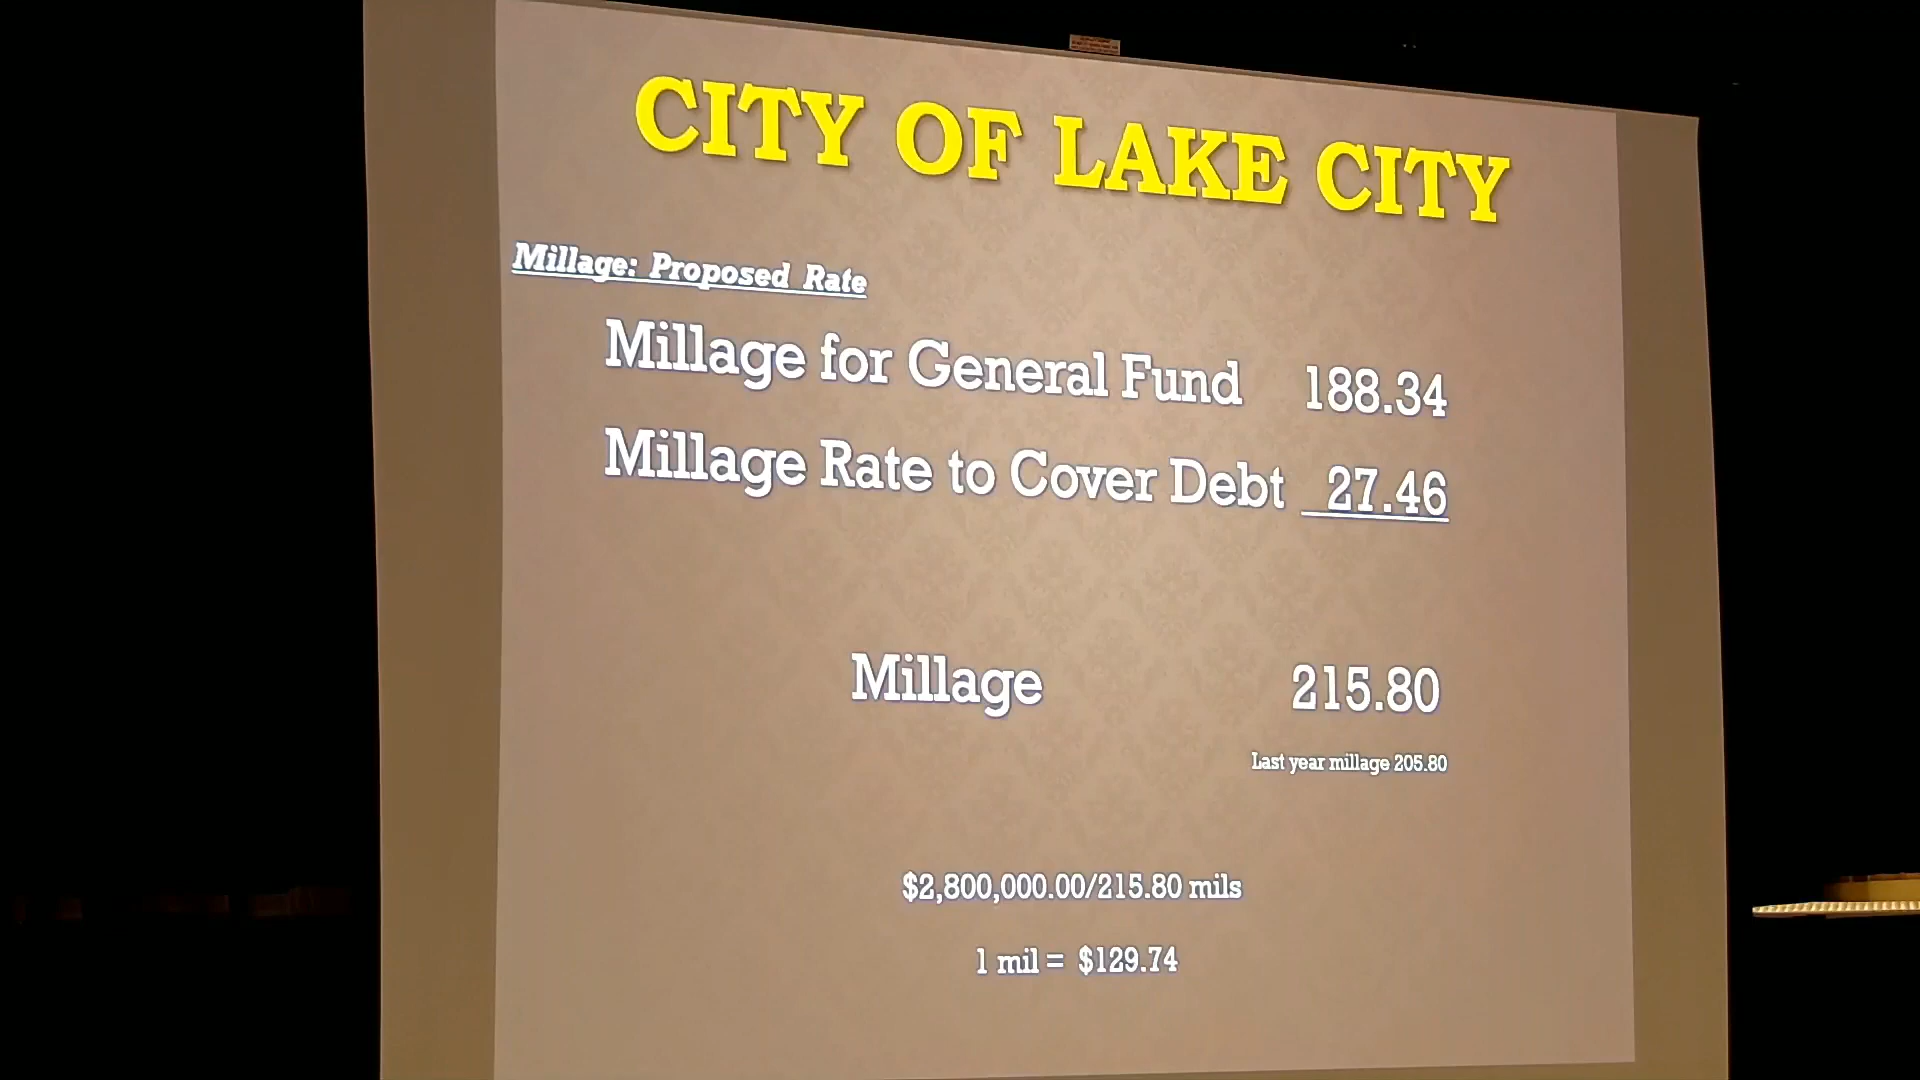 CITY OF LAKE CITY
Millage: Proposed Rate
Millage for General Fund 188.34
Millage Rate to Cover Debt 27.46
Millage 215.80
Last year millage 205.80
$2,800,000.00/215.80 mils
1 mil = $129.74